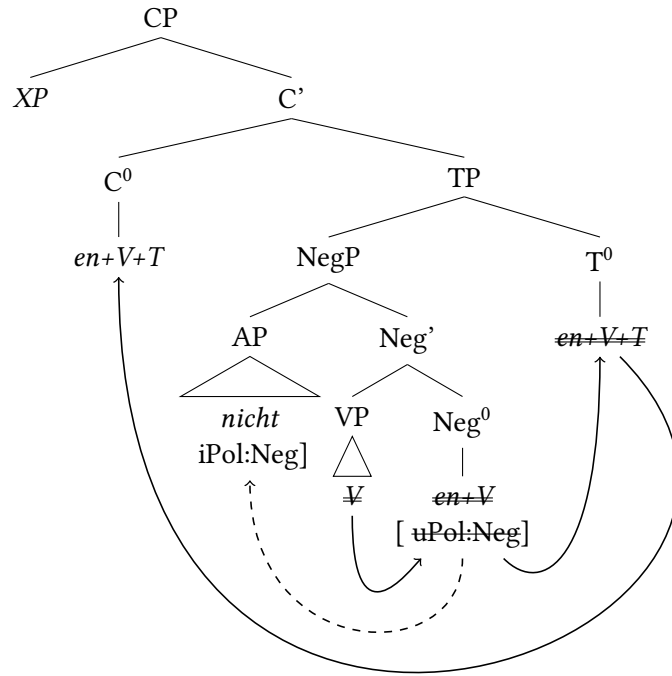 CP
XP C’
C⁰ TP
en+V+T NegP T⁰
AP Neg’ en+V+T
nicht VP Neg⁰
iPol:Neg]
V en+V
[ uPol:Neg]